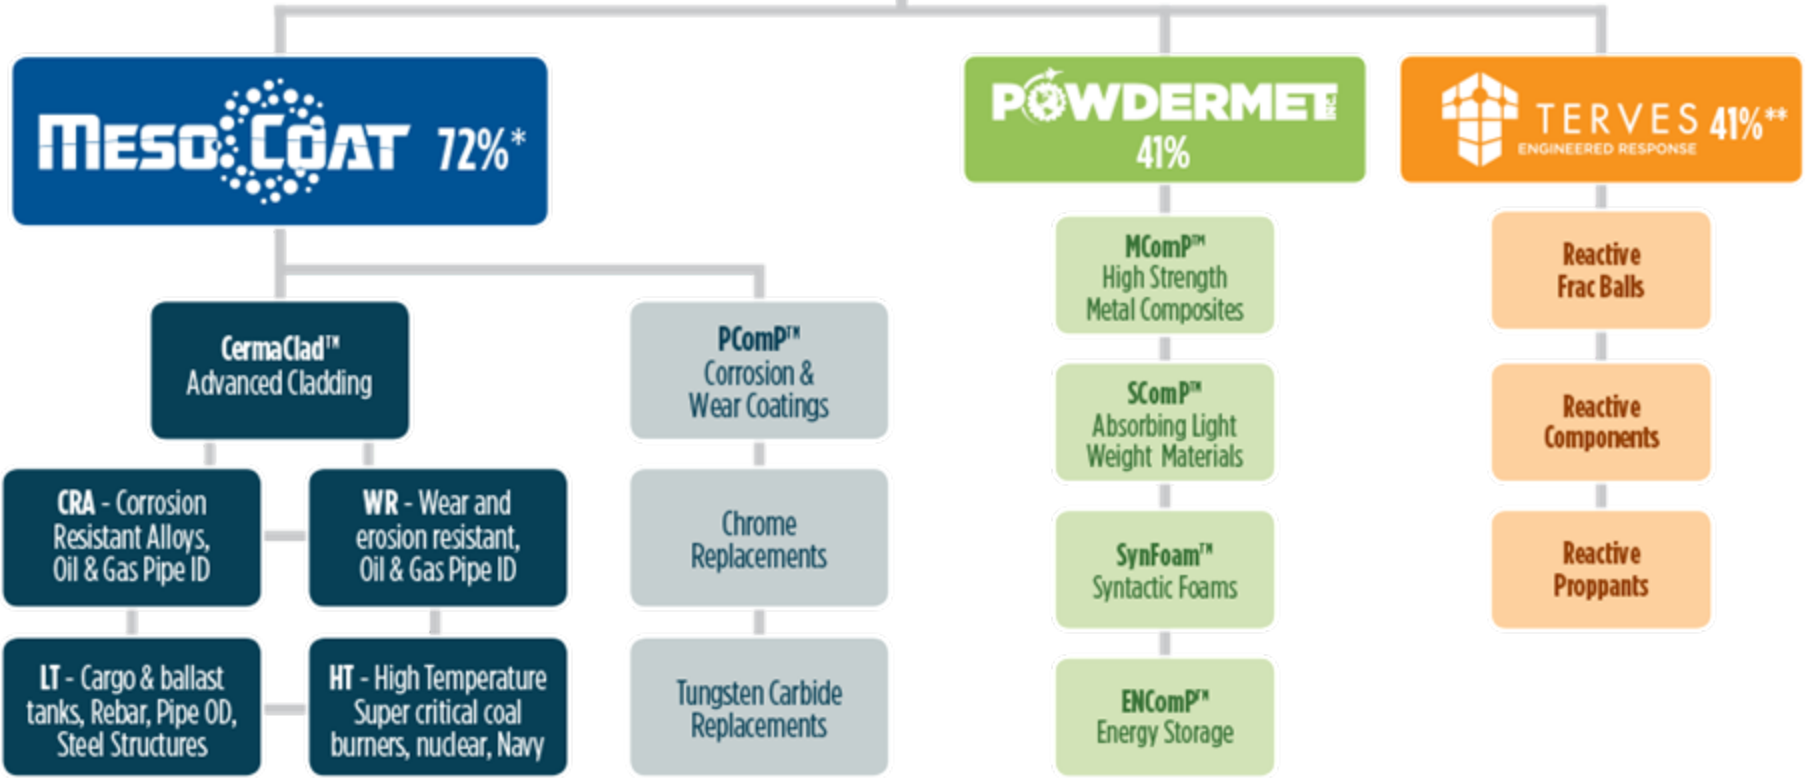 MESOCOAT 72%*
POWDERMET INC.
41%
TERVES 41%**
ENGINEERED RESPONSE
CermaClad™
Advanced Cladding
PComP™
Corrosion &
Wear Coatings
CRA - Corrosion
Resistant Alloys,
Oil & Gas Pipe ID
WR - Wear and
erosion resistant,
Oil & Gas Pipe ID
Chrome
Replacements
LT - Cargo & ballast
tanks, Rebar, Pipe OD,
Steel Structures
HT - High Temperature
Super critical coal
burners, nuclear, Navy
Tungsten Carbide
Replacements
MComP™
High Strength
Metal Composites
SComP™
Absorbing Light
Weight Materials
SynFoam™
Syntactic Foams
ENComP™
Energy Storage
Reactive
Frac Balls
Reactive
Components
Reactive
Proppants